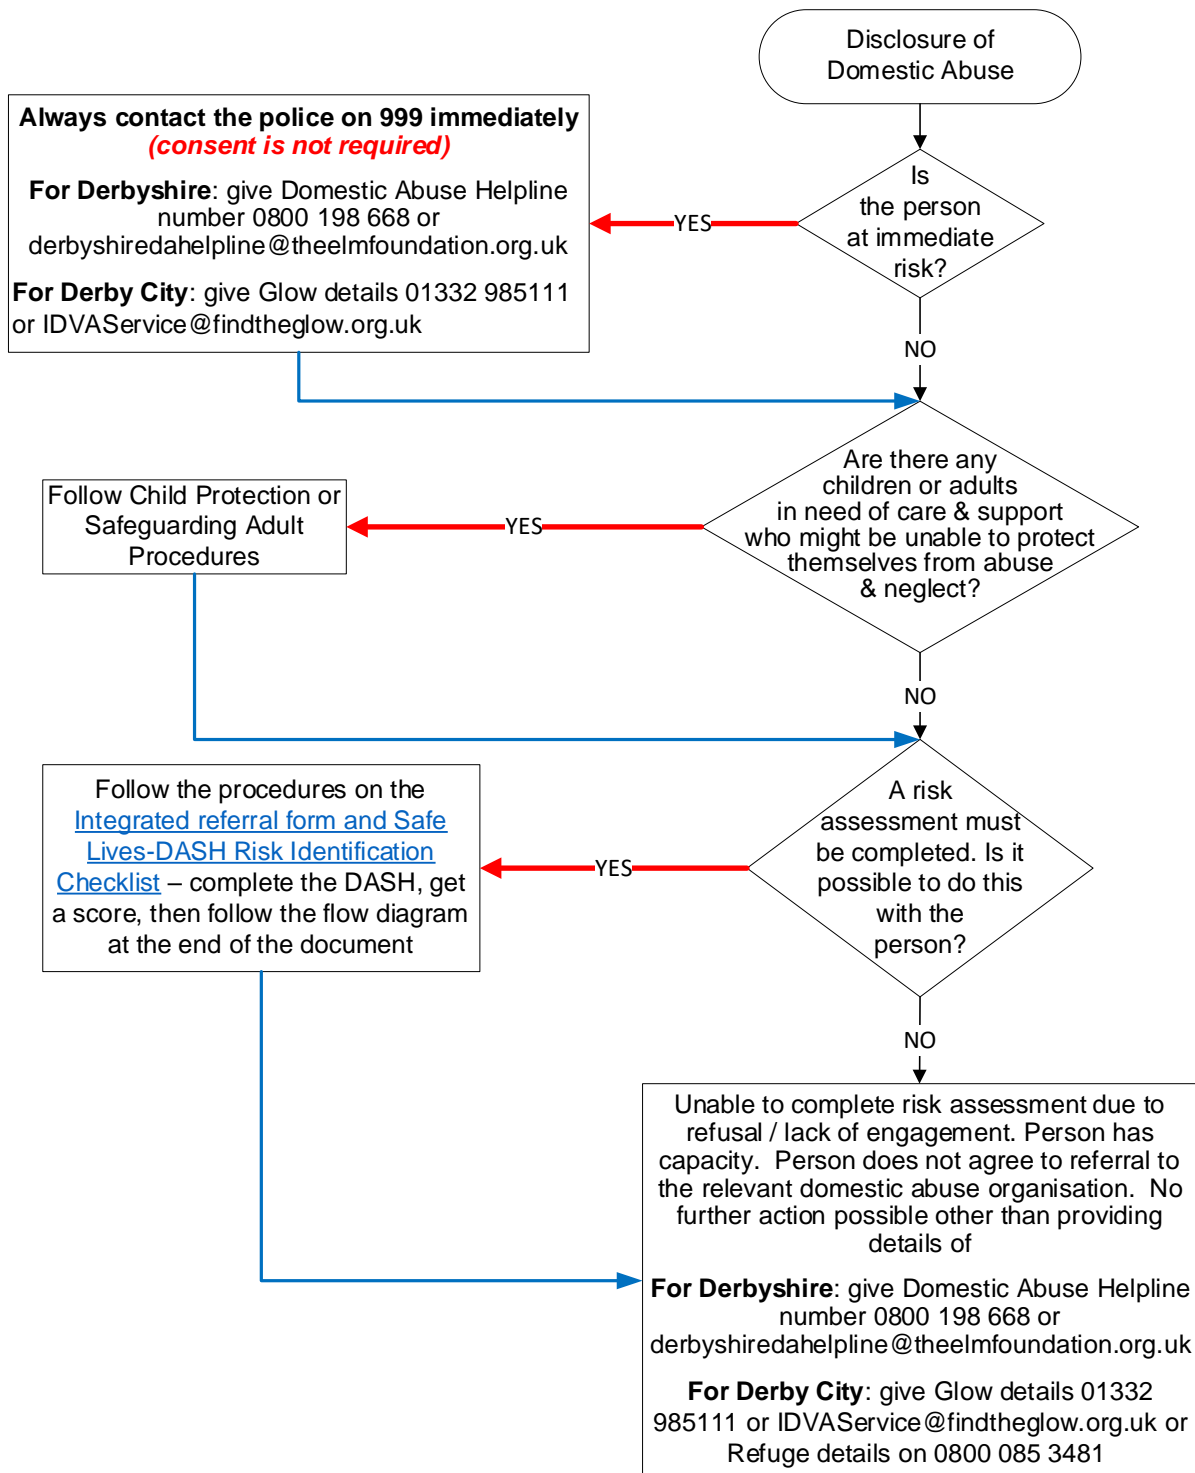 Disclosure of
Domestic Abuse
Always contact the police on 999 immediately
(consent is not required)
For Derbyshire: give Domestic Abuse Helpline
number 0800 198 668 or
derbyshiredahelpline@theelmfoundation.org.uk
For Derby City: give Glow details 01332 985111
or IDVAService@findtheglow.org.uk
YES
Is
the person
at immediate
risk?
NO
Follow Child Protection or
Safeguarding Adult
Procedures
YES
Are there any
children or adults
in need of care & support
who might be unable to protect
themselves from abuse
& neglect?
NO
Follow the procedures on the
Integrated referral form and Safe
Lives-DASH Risk Identification
Checklist – complete the DASH, get
a score, then follow the flow diagram
at the end of the document
YES
A risk
assessment must
be completed. Is it
possible to do this
with the
person?
NO
Unable to complete risk assessment due to
refusal / lack of engagement. Person has
capacity.  Person does not agree to referral to
the relevant domestic abuse organisation.  No
further action possible other than providing
details of
For Derbyshire: give Domestic Abuse Helpline
number 0800 198 668 or
derbyshiredahelpline@theelmfoundation.org.uk
For Derby City: give Glow details 01332
985111 or IDVAService@findtheglow.org.uk or
Refuge details on 0800 085 3481